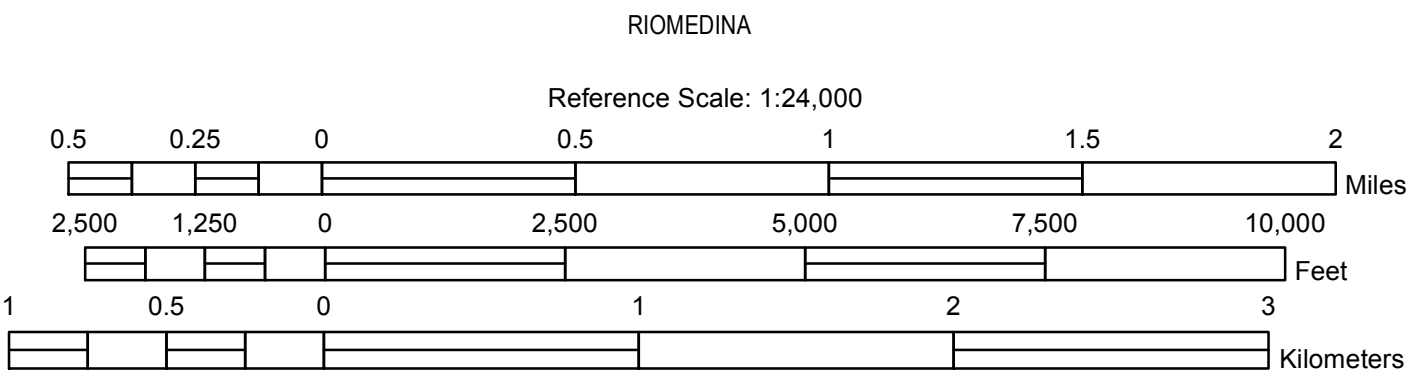 RIOMEDINA
Reference Scale: 1:24,000
0.5 0.25 0 0.5 1 1.5 2
Miles
2,500 1,250 0 2,500 5,000 7,500 10,000
Feet
1 0.5 0 1 2 3
Kilometers